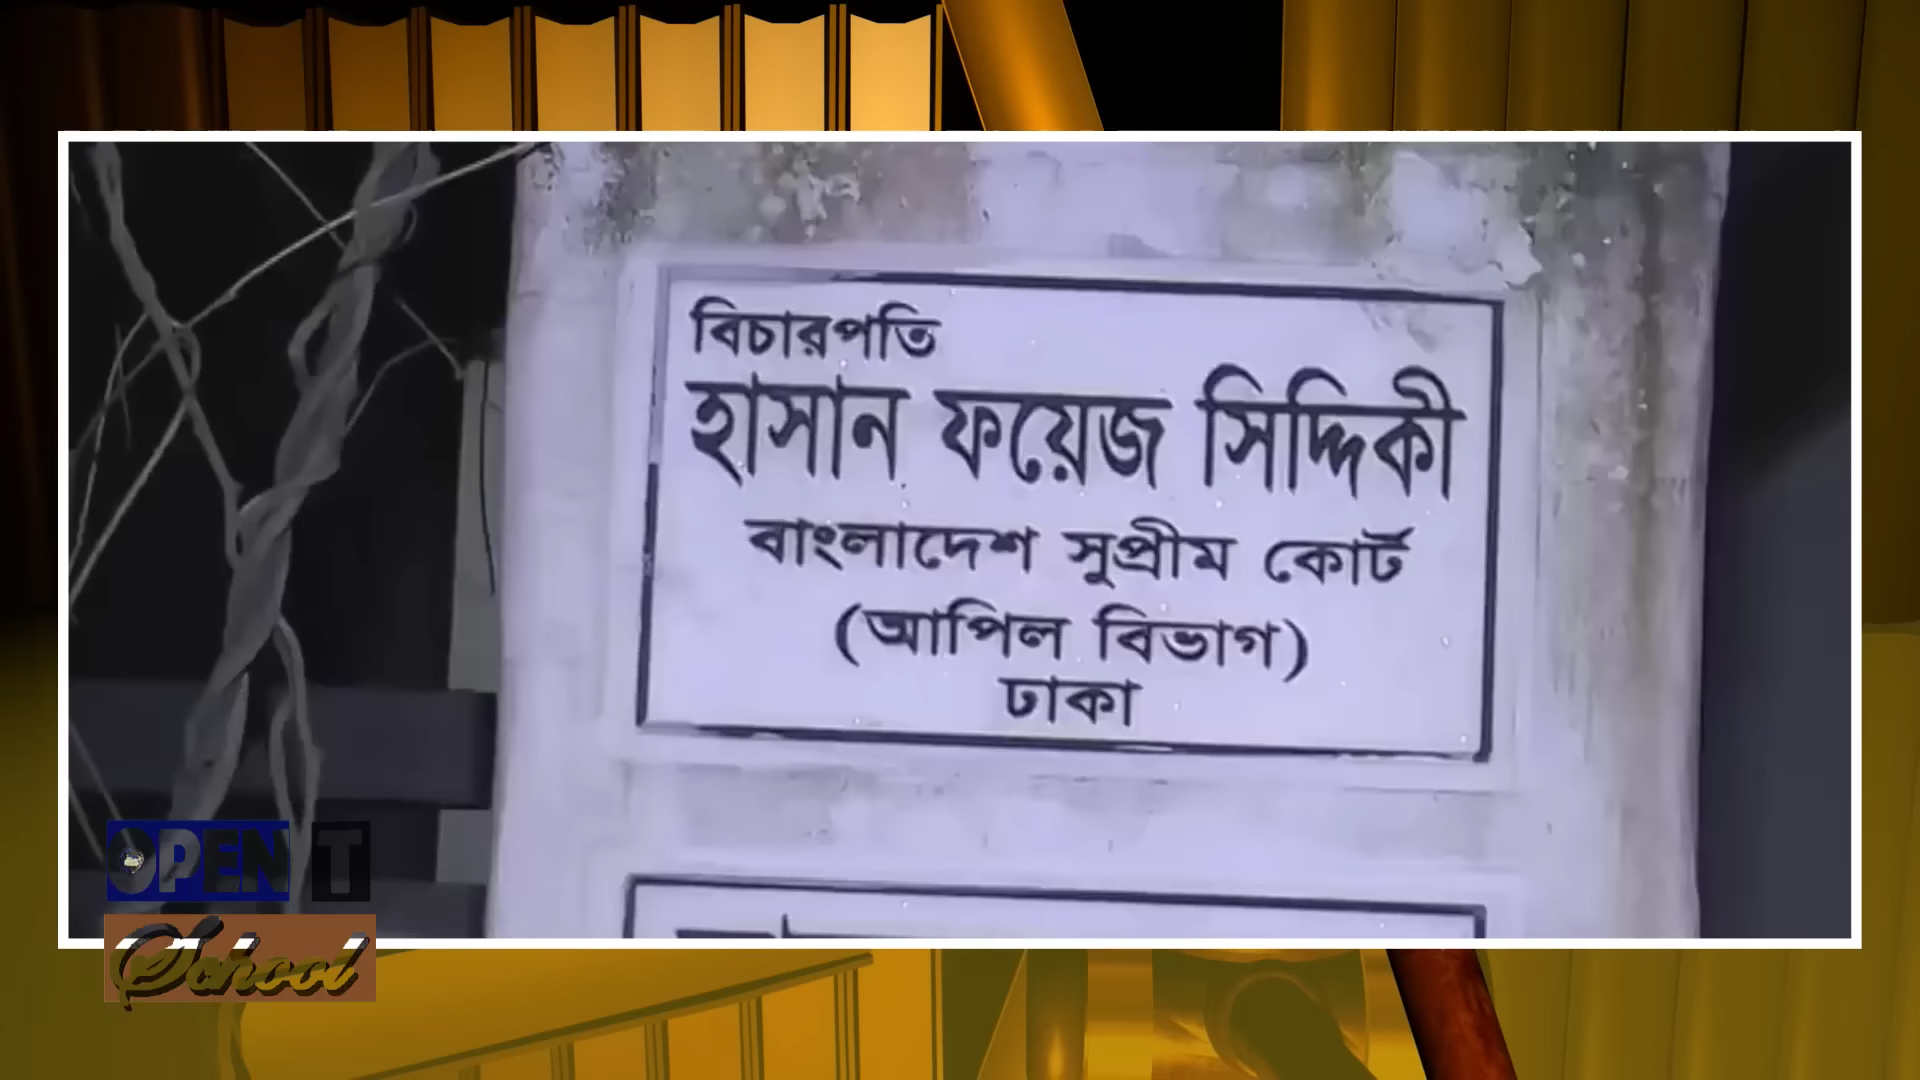 বিচারপতি
হাসান ফয়েজ সিদ্দিকী
বাংলাদেশ সুপ্রীম কোর্ট
(আপিল বিভাগ)
ঢাকা
OPEN T
School